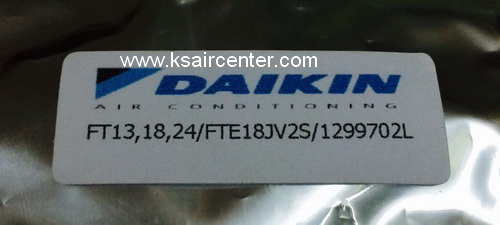 www.ksaircenter.com
DAIKIN
AIR CONDITIONING
FT13,18,24/FTE18JV2S/1299702L